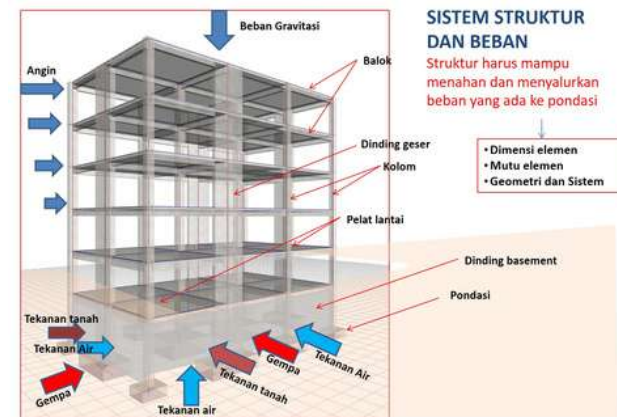 Beban Gravitasi
SISTEM STRUKTUR
DAN BEBAN
Struktur harus mampu
menahan dan menyalurkan
beban yang ada ke pondasi
• Dimensi elemen
• Mutu elemen
• Geometri dan Sistem
Angin
Balok
Dinding geser
Kolom
Pelat lantai
Dinding basement
Pondasi
Tekanan tanah
Tekanan Air
Gempa
Tekanan air
Tekanan tanah
Gempa
Tekanan Air